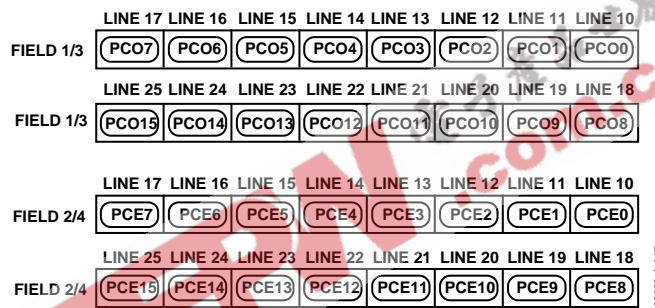 LINE 17 LINE 16 LINE 15 LINE 14 LINE 13 LINE 12 LINE 11 LINE 10
FIELD 1/3 PCO7 PCO6 PCO5 PCO4 PCO3 PCO2 PCO1 PCO0
LINE 25 LINE 24 LINE 23 LINE 22 LINE 21 LINE 20 LINE 19 LINE 18
FIELD 1/3 PCO15 PCO14 PCO13 PCO12 PCO11 PCO10 PCO9 PCO8
LINE 17 LINE 16 LINE 15 LINE 14 LINE 13 LINE 12 LINE 11 LINE 10
FIELD 2/4 PCE7 PCE6 PCE5 PCE4 PCE3 PCE2 PCE1 PCE0
LINE 25 LINE 24 LINE 23 LINE 22 LINE 21 LINE 20 LINE 19 LINE 18
FIELD 2/4 PCE15 PCE14 PCE13 PCE12 PCE11 PCE10 PCE9 PCE8